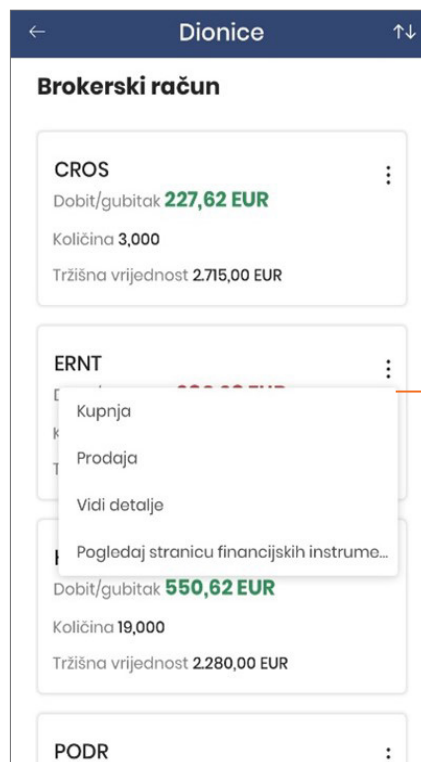 Dionice
Brokerski račun
CROS
Dobit/gubitak 227,62 EUR
Količina 3,000
Tržišna vrijednost 2.715,00 EUR
ERNT
Kupnja
Prodaja
Vidi detalje
Pogledaj stranicu financijskih instrume...
Dobit/gubitak 550,62 EUR
Količina 19,000
Tržišna vrijednost 2.280,00 EUR
PODR